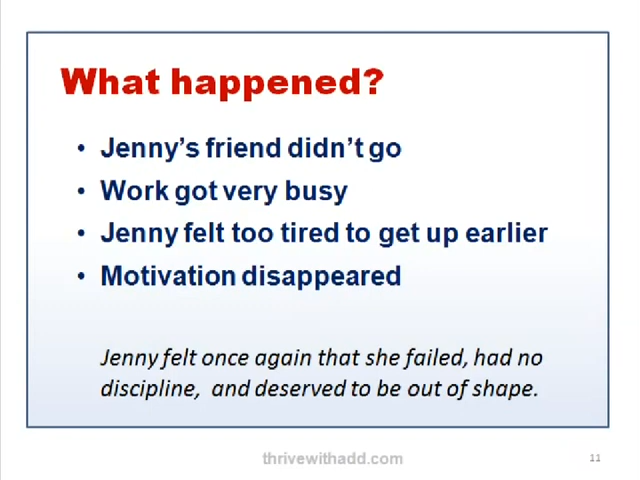 What happened?
• Jenny's friend didn't go
• Work got very busy
• Jenny felt too tired to get up earlier
• Motivation disappeared
Jenny felt once again that she failed, had no
discipline,  and deserved to be out of shape.
thrivewithadd.com
11